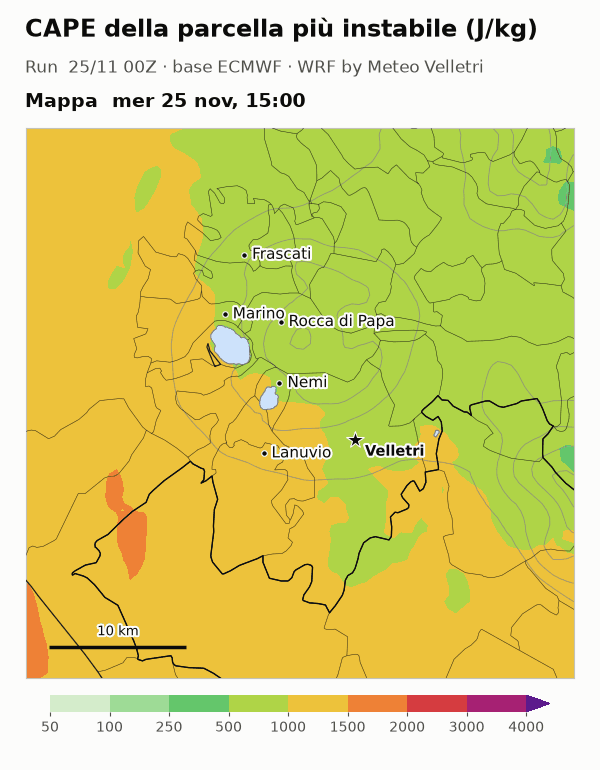 CAPE della parcella più instabile (J/kg)
Run  25/11 00Z · base ECMWF · WRF by Meteo Velletri
Mappa  mer 25 nov, 15:00
Frascati
Marino
Rocca di Papa
Nemi
Velletri
Lanuvio
10 km
50 100 250 500 1000 1500 2000 3000 4000